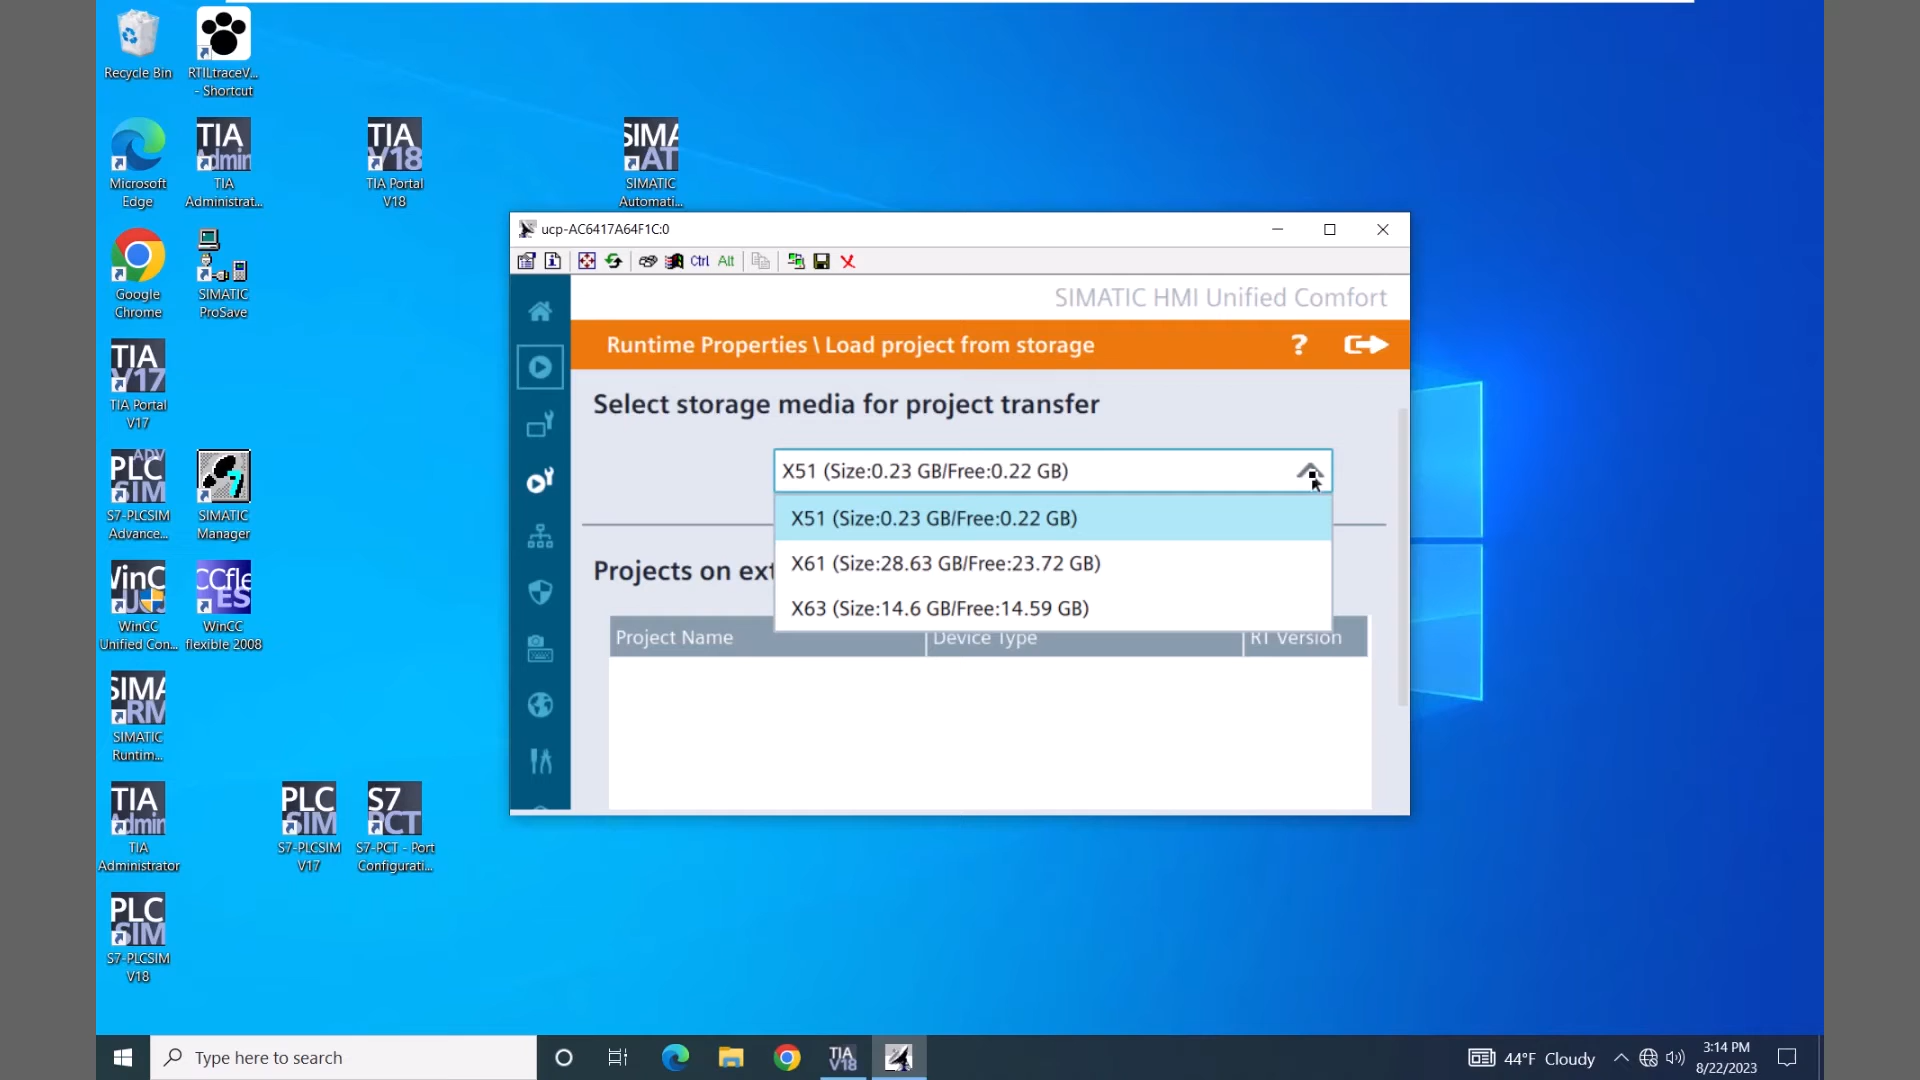 Recycle Bin
RTILtraceV...
- Shortcut
Microsoft
Edge
TIA
Admin
TIA
Administrat...
TIA
V18
TIA Portal
V18
SIMA
AT
SIMATIC
Automati...
Google
Chrome
SIMATIC
ProSave
TIA
V17
TIA Portal
V17
PLC
ADV
SIM
S7-PLCSIM
Advance...
7
SIMATIC
Manager
WinCC
Unified Con...
CCfle
ES
WinCC
flexible 2008
SIMA
RM
SIMATIC
Runtim...
TIA
Admin
TIA
Administrator
PLC
SIM
S7-PLCSIM
V17
S7
PCT
S7-PCT - Port
Configurati...
PLC
SIM
S7-PLCSIM
V18
ucp-AC6417A64F1C:0
Ctrl Alt
SIMATIC HMI Unified Comfort
Runtime Properties \ Load project from storage
?
Select storage media for project transfer
X51 (Size:0.23 GB/Free:0.22 GB)
X51 (Size:0.23 GB/Free:0.22 GB)
X61 (Size:28.63 GB/Free:23.72 GB)
X63 (Size:14.6 GB/Free:14.59 GB)
Projects on ext
Project Name
Device Type
RT Version
Type here to search
TIA
V18
44°F Cloudy
3:14 PM
8/22/2023